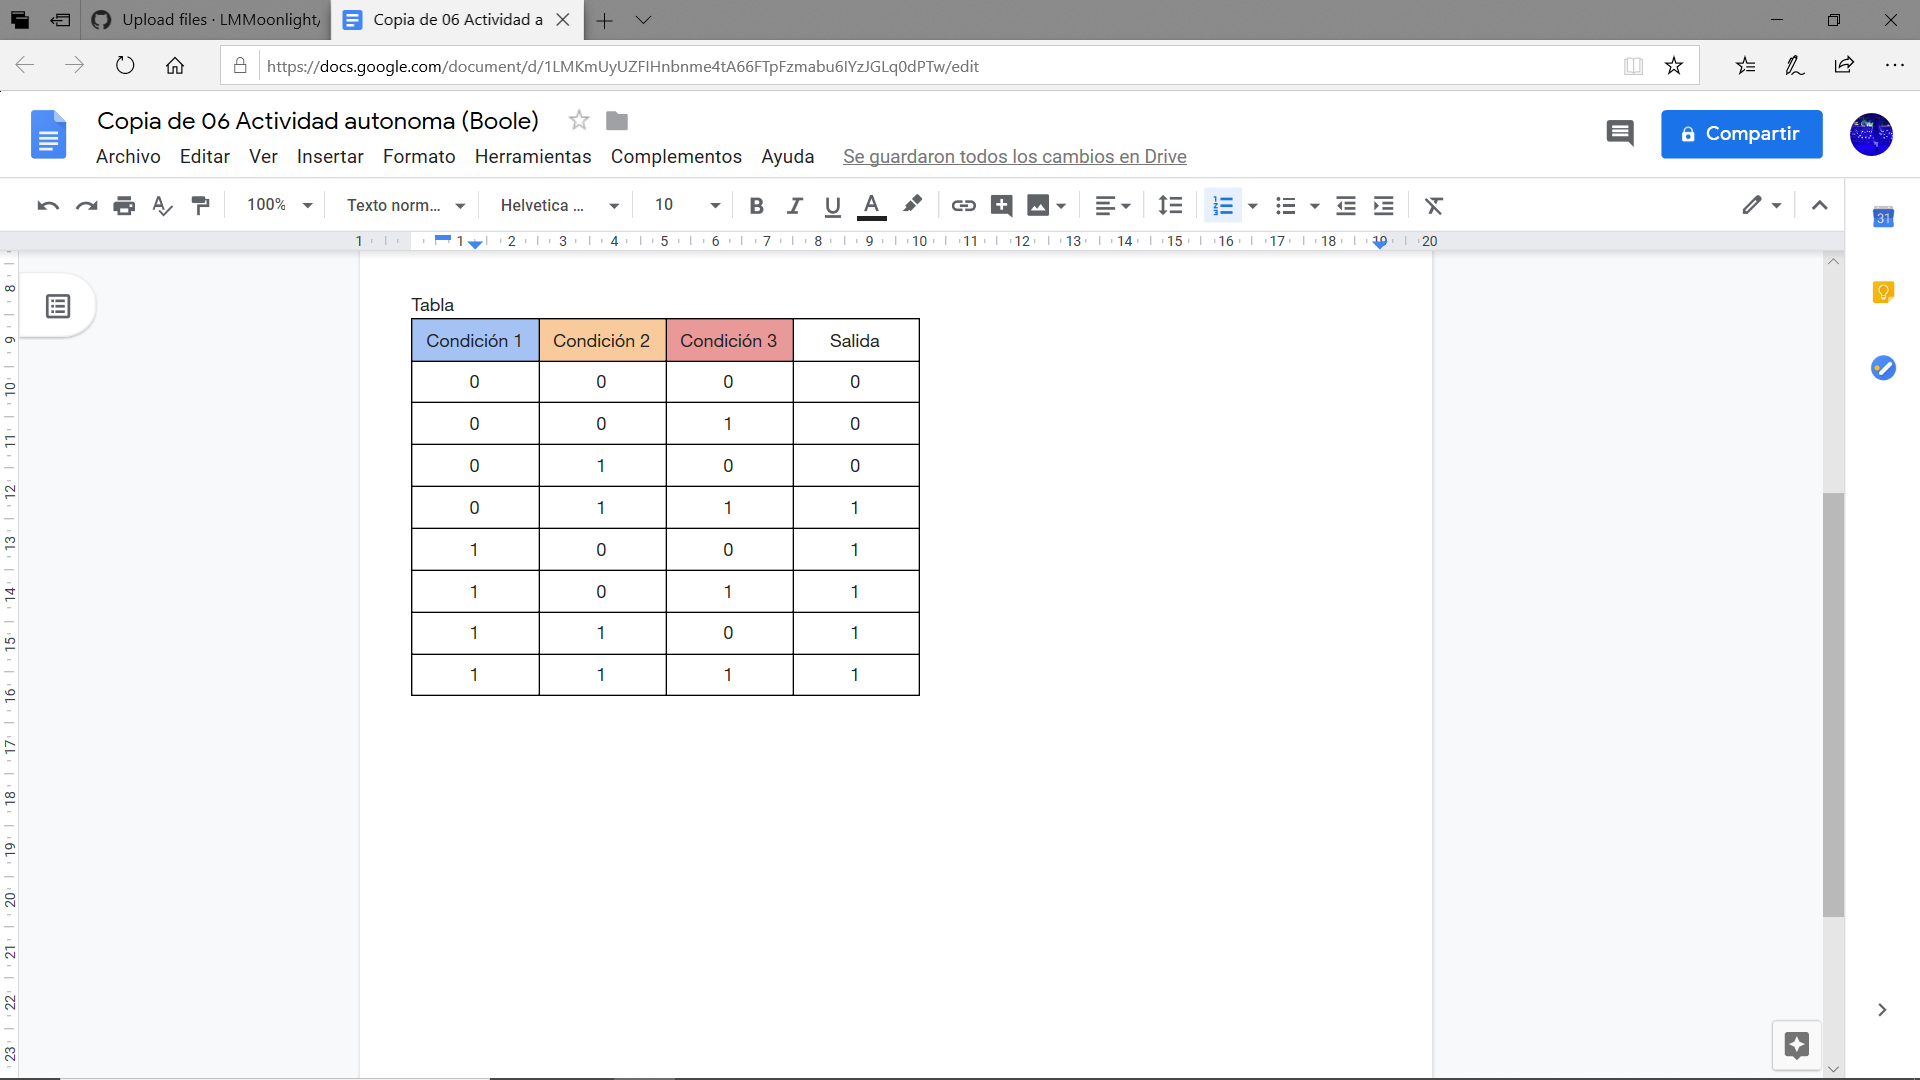 Upload files · LMMoonlight/
Copia de 06 Actividad a
https://docs.google.com/document/d/1LMKmUyUZFIHnbnme4tA66FTpFzmabu6lYzJGLq0dPTw/edit
Copia de 06 Actividad autonoma (Boole)
Archivo Editar Ver Insertar Formato Herramientas Complementos Ayuda Se guardaron todos los cambios en Drive
Compartir
100% Texto norm... Helvetica ... 10 B I U A
31
1 1 2 3 4 5 6 7 8 9 10 11 12 13 14 15 16 17 18 19 20
8
9
10
11
12
13
14
15
16
17
18
19
20
21
22
23
Tabla
Condición 1 Condición 2 Condición 3 Salida
0 0 0 0
0 0 1 0
0 1 0 0
0 1 1 1
1 0 0 1
1 0 1 1
1 1 0 1
1 1 1 1